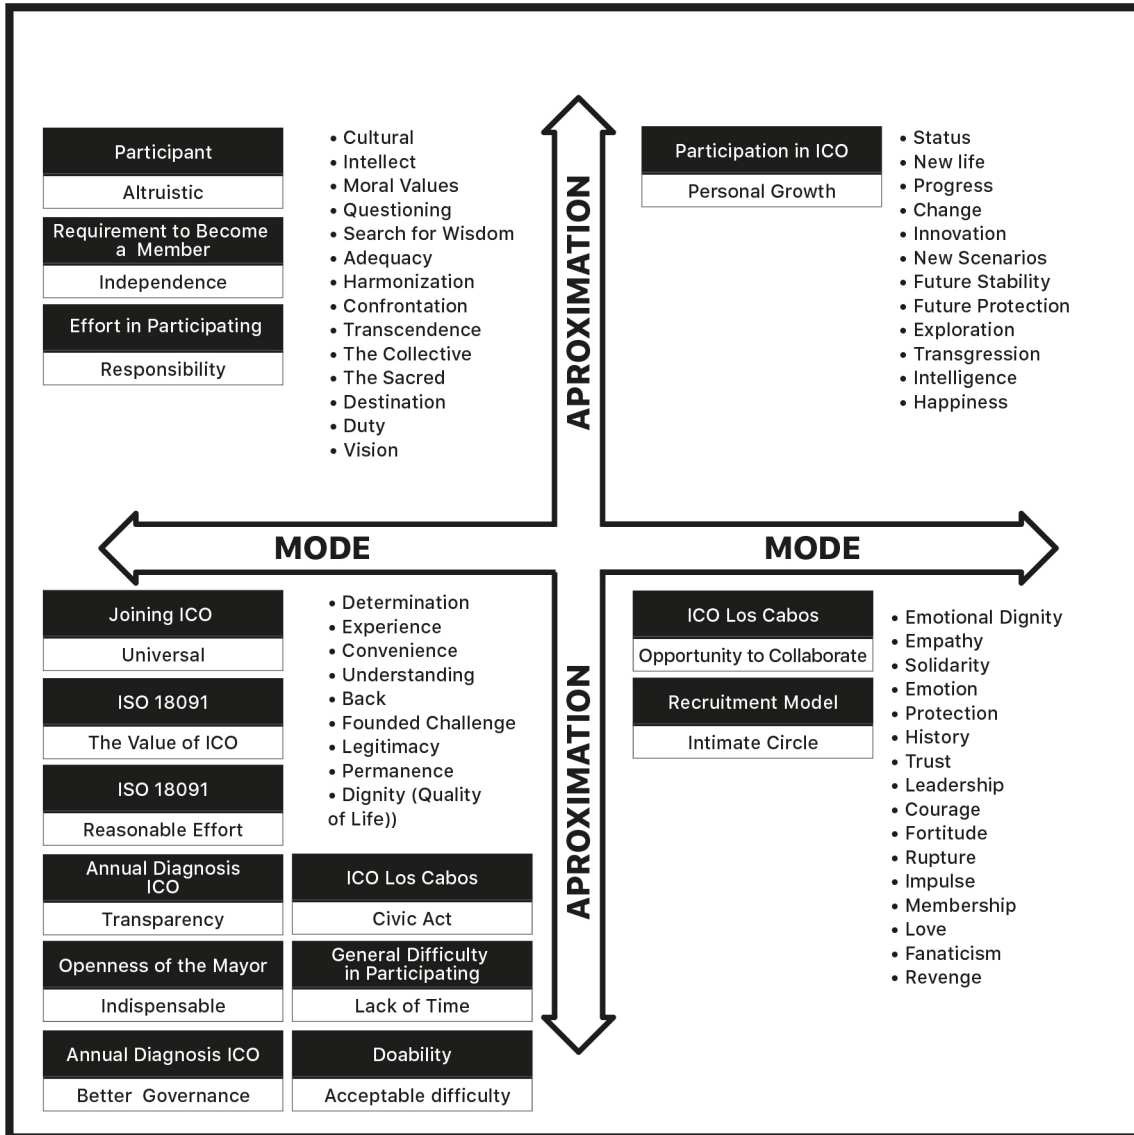 Participant
Altruistic
Requirement to Become
a Member
Independence
Effort in Participating
Responsibility
• Cultural
• Intellect
• Moral Values
• Questioning
• Search for Wisdom
• Adequacy
• Harmonization
• Confrontation
• Transcendence
• The Collective
• The Sacred
• Destination
• Duty
• Vision
APROXIMATION
Participation in ICO
Personal Growth
• Status
• New life
• Progress
• Change
• Innovation
• New Scenarios
• Future Stability
• Future Protection
• Exploration
• Transgression
• Intelligence
• Happiness
MODE
MODE
Joining ICO
Universal
ISO 18091
The Value of ICO
ISO 18091
Reasonable Effort
Annual Diagnosis
ICO
Transparency
Openness of the Mayor
Indispensable
Annual Diagnosis ICO
Better Governance
• Determination
• Experience
• Convenience
• Understanding
• Back
• Founded Challenge
• Legitimacy
• Permanence
• Dignity (Quality
of Life))
ICO Los Cabos
Civic Act
General Difficulty
in Participating
Lack of Time
Doability
Acceptable difficulty
APROXIMATION
ICO Los Cabos
Opportunity to Collaborate
Recruitment Model
Intimate Circle
• Emotional Dignity
• Empathy
• Solidarity
• Emotion
• Protection
• History
• Trust
• Leadership
• Courage
• Fortitude
• Rupture
• Impulse
• Membership
• Love
• Fanaticism
• Revenge